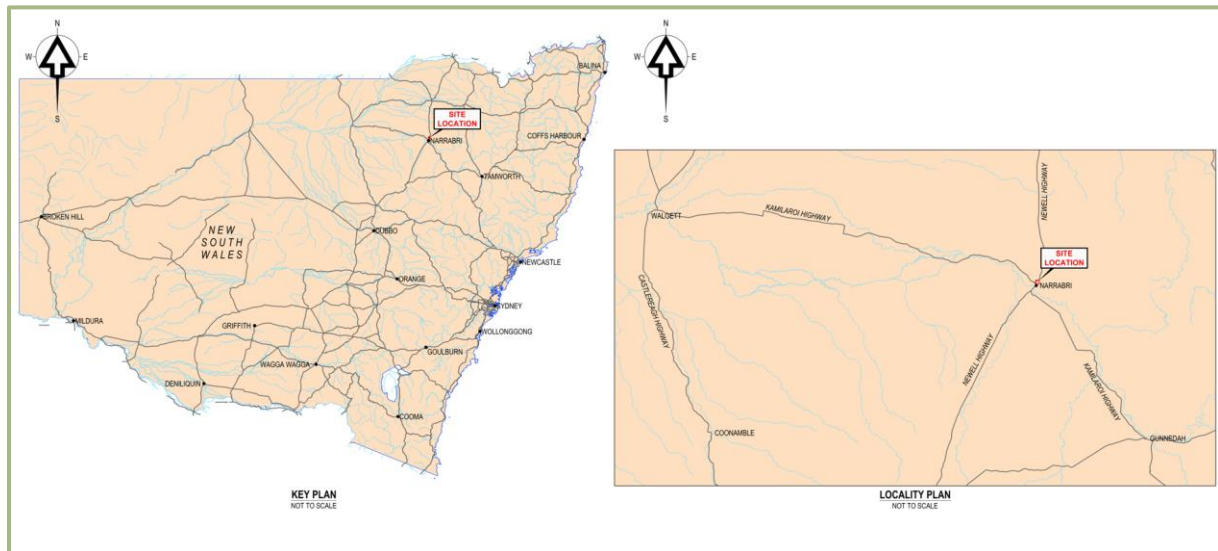 N
W
E
S
BALINA
SITE
LOCATION
NARRABRI
COFFS HARBOUR
TAMWORTH
BROKEN HILL
DUBBO
NEW
SOUTH
WALES
NEWCASTLE
ORANGE
SYDNEY
MILDURA
GRIFFITH
WOLLONGGONG
GOULBURN
WAGGA WAGGA
DENILIQUIN
COOMA
KEY PLAN
NOT TO SCALE
N
W
E
S
NEWELL HIGHWAY
WALGETT
KAMILAROI HIGHWAY
SITE
LOCATION
NARRABRI
CASTLEREAGH HIGHWAY
NEWELL HIGHWAY
KAMILAROI HIGHWAY
COONAMBLE
GUNNEDAH
LOCALITY PLAN
NOT TO SCALE